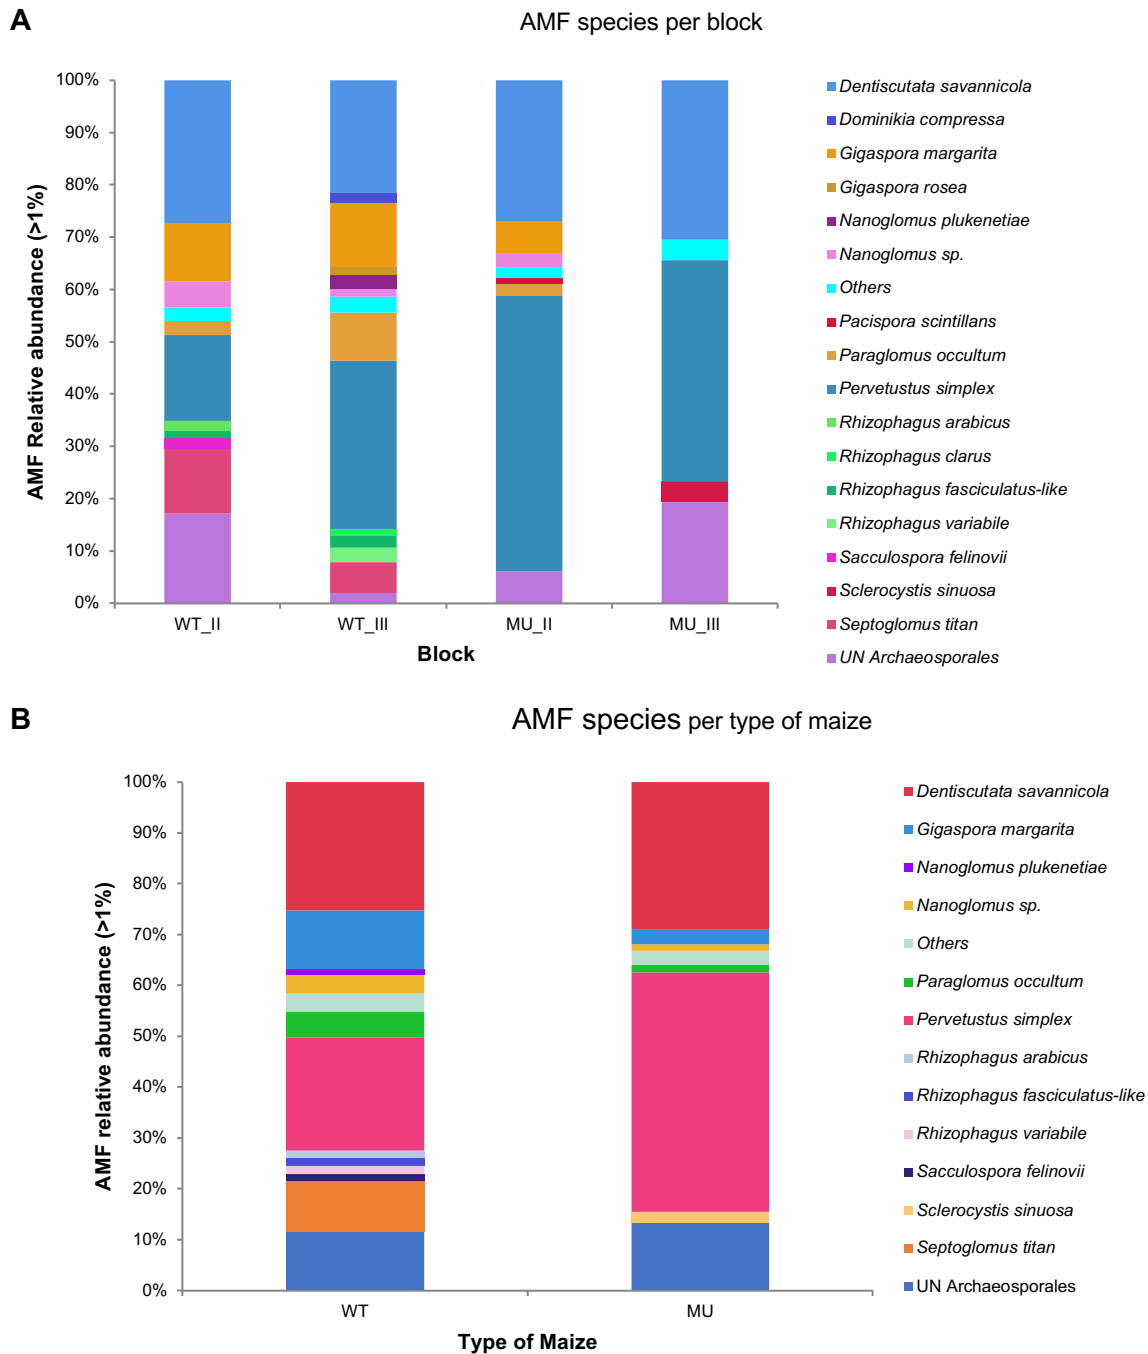 A
AMF species per block
AMF Relative abundance (>1%)
100%
90%
80%
70%
60%
50%
40%
30%
20%
10%
0%
WT_II
WT_III
MU_II
MU_III
Block
Dentiscutata savannicola
Dominikia compressa
Gigaspora margarita
Gigaspora rosea
Nanoglomus plukenetiae
Nanoglomus sp.
Others
Pacispora scintillans
Paraglomus occultum
Pervetustus simplex
Rhizophagus arabicus
Rhizophagus clarus
Rhizophagus fasciculatus-like
Rhizophagus variabile
Sacculospora felinovii
Sclerocystis sinuosa
Septoglomus titan
UN Archaeosporales
B
AMF species per type of maize
AMF relative abundance (>1%)
100%
90%
80%
70%
60%
50%
40%
30%
20%
10%
0%
WT
MU
Type of Maize
Dentiscutata savannicola
Gigaspora margarita
Nanoglomus plukenetiae
Nanoglomus sp.
Others
Paraglomus occultum
Pervetustus simplex
Rhizophagus arabicus
Rhizophagus fasciculatus-like
Rhizophagus variabile
Sacculospora felinovii
Sclerocystis sinuosa
Septoglomus titan
UN Archaeosporales